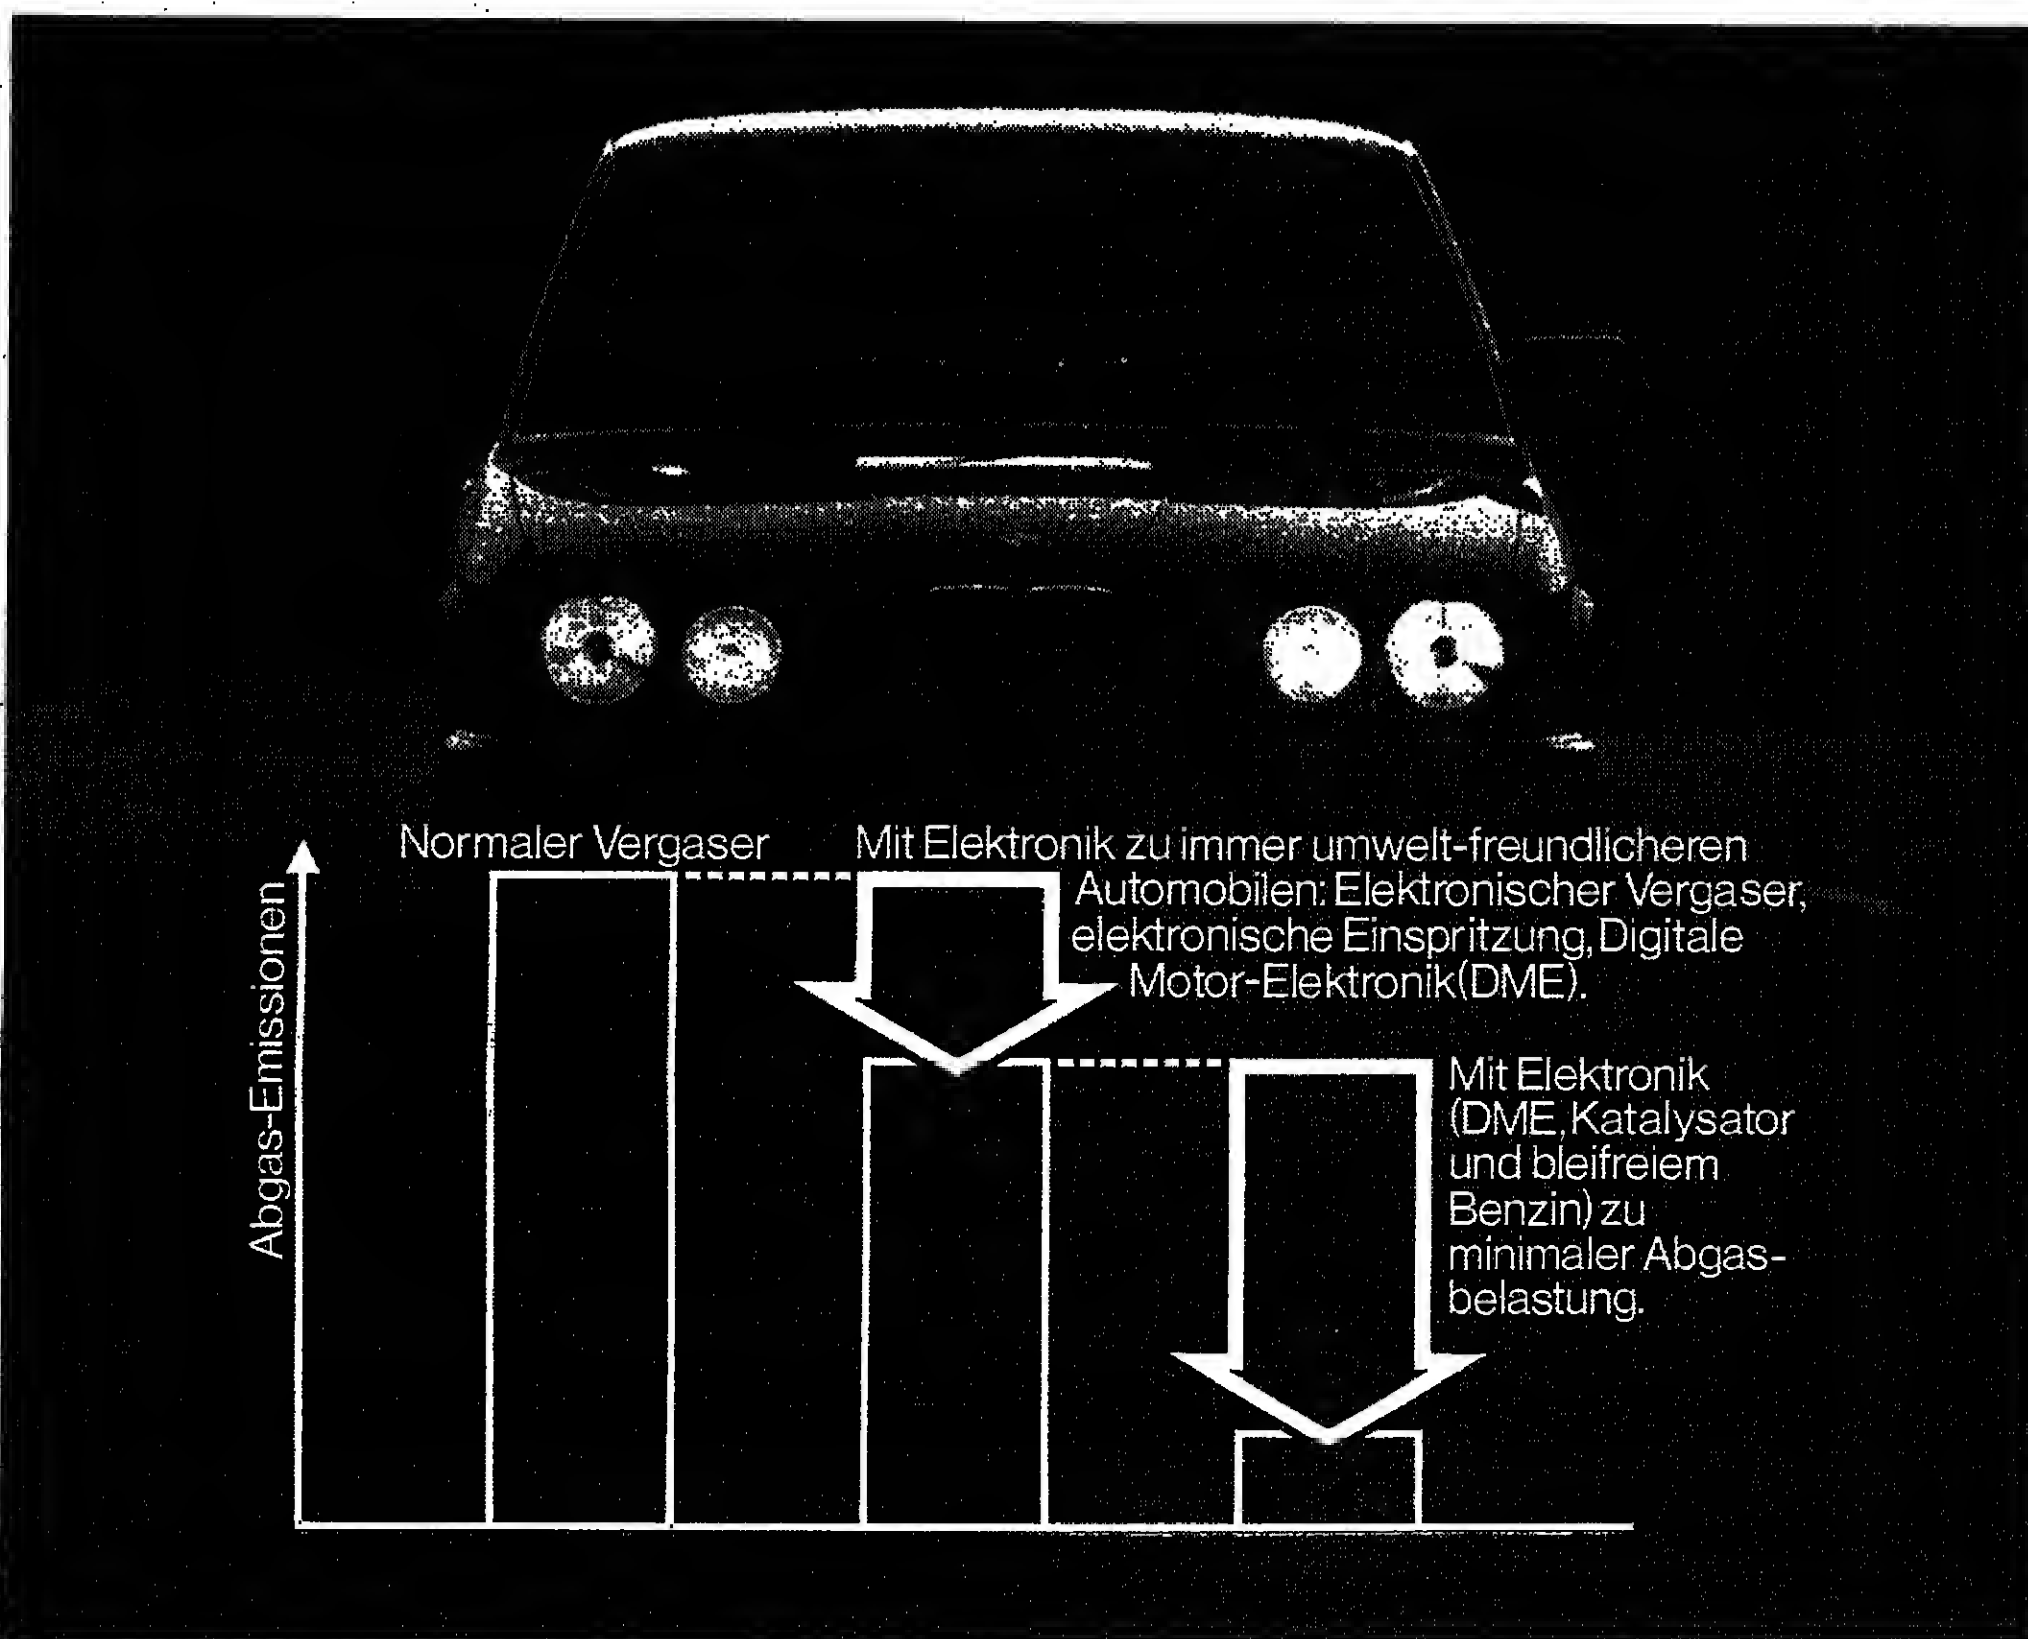 Normaler Vergaser
Mit Elektronik zu immer umwelt-freundlicheren
Automobilen: Elektronischer Vergaser,
elektronische Einspritzung, Digitale
Motor-Elektronik (DME).
Abgas-Emissionen
Mit Elektronik
(DME, Katalysator
und bleifreiem
Benzin) zu
minimaler Abgas-
belastung.